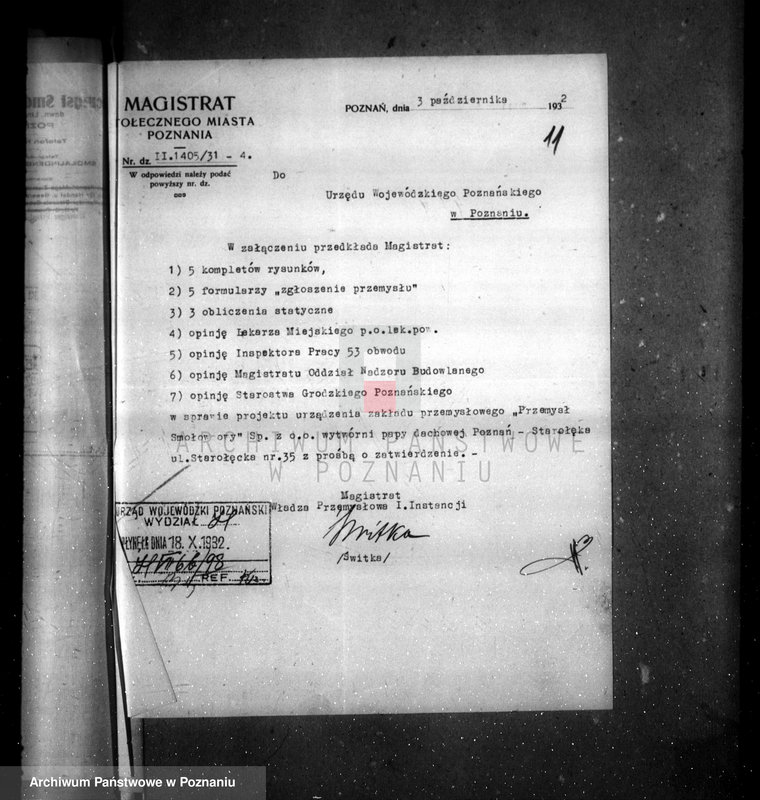 MAGISTRAT
TOŁECZNEGO MIASTA
POZNANIA
Nr. dz. II.1405/31 - 4.
W odpowiedzi należy podać
powyższy nr. dz.
POZNAŃ, dnia 3 października 1932
11
Do
Urzędu Wojewódzkiego Poznańskiego
w Poznaniu.
W załączeniu przedkłada Magistrat:
1) 5 kompletów rysunków,
2) 5 formularzy „zgłoszenie przemysłu"
3) 3 obliczenia statyczne
4) opinję Lekarza Miejskiego p.o.lek.pow.
5) opinję Inspektora Pracy 53 obwodu
6) opinję Magistratu Oddział Nadzoru Budowlanego
7) opinję Starostwa Grodzkiego Poznańskiego
w sprawie projektu urządzenia zakładu przemysłowego „Przemysł
Smołowcowy" Sp. z o.o. wytwórni papy dachowej Poznań - Starołęka
ul.Starołęcka nr.35 z prośbą o zatwierdzenie. -
ARCHIWUM PAŃSTWOWE
W POZNANIU
Magistrat
Władza Przemysłowa I.Instancji
Świtka
/Świtka/
URZĄD WOJEWÓDZKI POZNAŃSKI
WYDZIAŁ
PŁYNĘŁE DNIA 18. X. 1932.
REF.
Archiwum Państwowe w Poznaniu